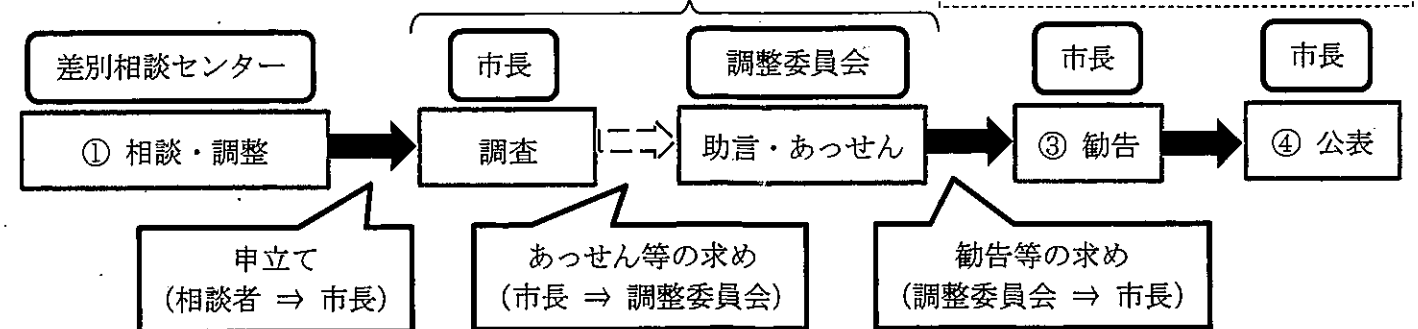 差別相談センター
市長
調整委員会
市長
市長
① 相談・調整
調査
助言・あっせん
③ 勧告
④ 公表
申立て
(相談者 ⇒ 市長)
あっせん等の求め
(市長 ⇒ 調整委員会)
勧告等の求め
(調整委員会 ⇒ 市長)